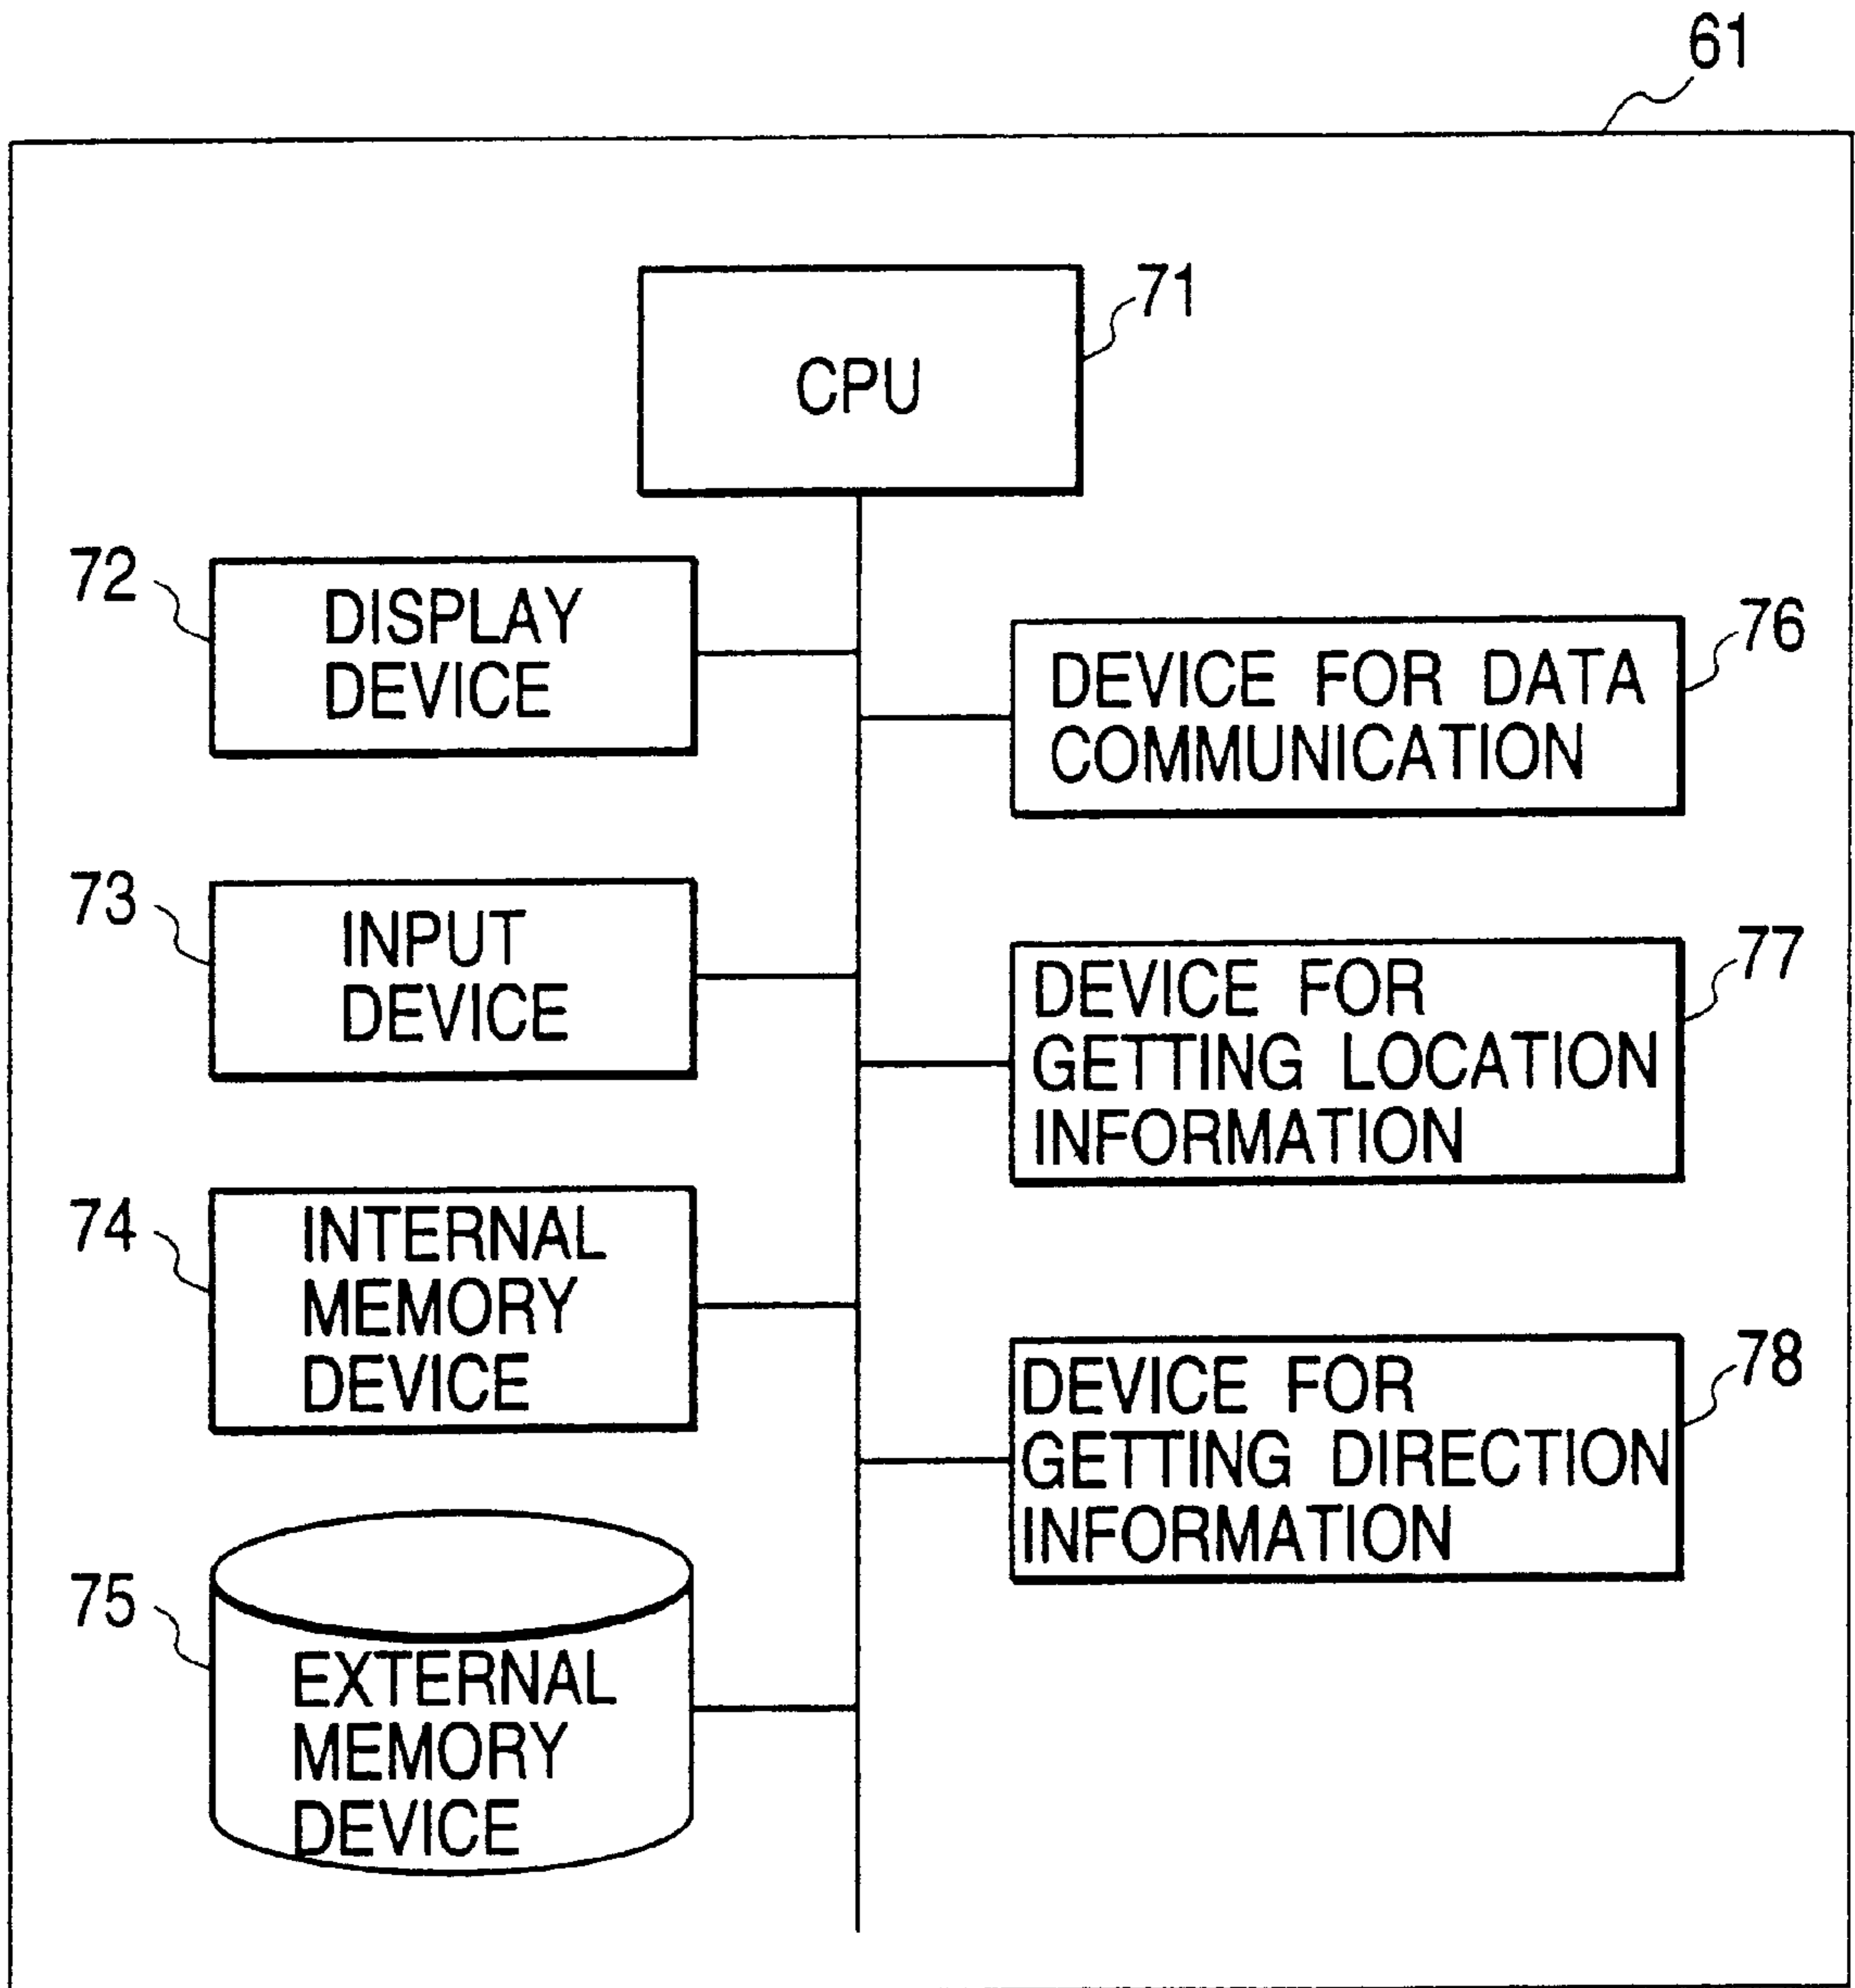 61
71
CPU
72
DISPLAY
DEVICE
76
DEVICE FOR DATA
COMMUNICATION
73
INPUT
DEVICE
77
DEVICE FOR
GETTING LOCATION
INFORMATION
74
INTERNAL
MEMORY
DEVICE
78
DEVICE FOR
GETTING DIRECTION
INFORMATION
75
EXTERNAL
MEMORY
DEVICE